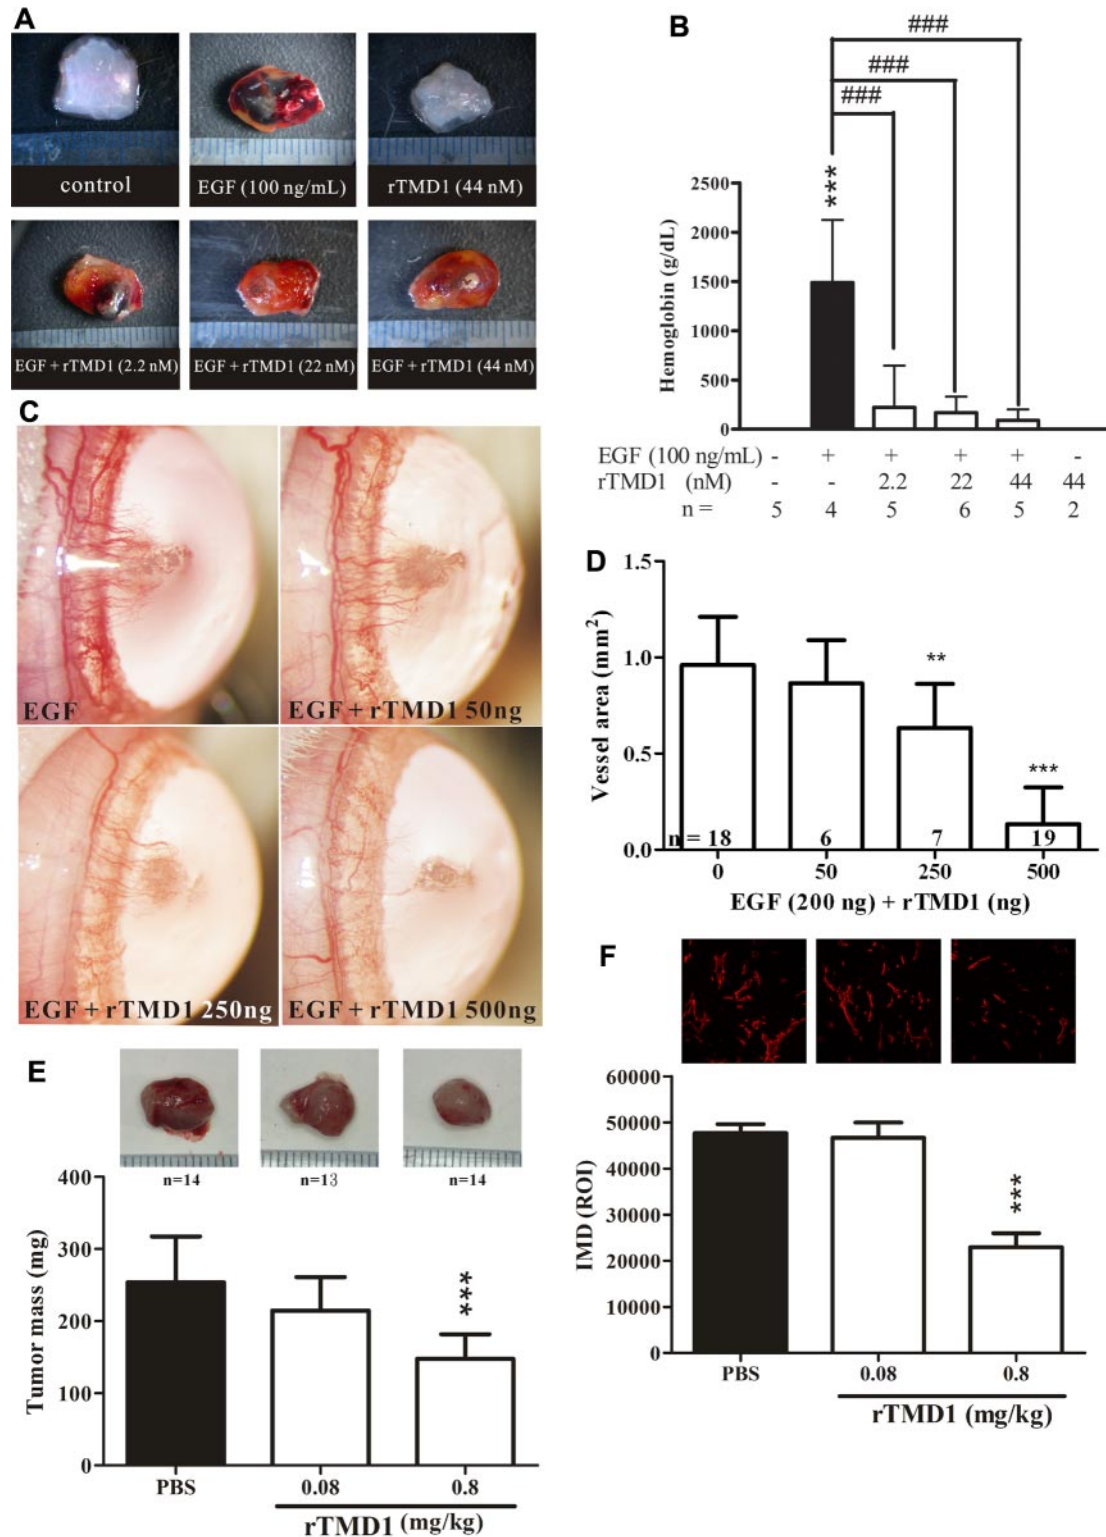 A
control
EGF (100 ng/mL)
rTMD1 (44 nM)
EGF + rTMD1 (2.2 nM)
EGF + rTMD1 (22 nM)
EGF + rTMD1 (44 nM)
B
###
###
###
***
2500
2000
1500
1000
500
0
Hemoglobin (g/dL)
EGF (100 ng/mL) - + + + + -
rTMD1 (nM) - - 2.2 22 44 44
n = 5 4 5 6 5 2
C
EGF
EGF + rTMD1 50ng
EGF + rTMD1 250ng
EGF + rTMD1 500ng
D
1.5
1.0
0.5
0.0
Vessel area (mm²)
**
***
n = 18 6 7 19
0 50 250 500
EGF (200 ng) + rTMD1 (ng)
E
n=14 n=13 n=14
400
300
200
100
0
Tumor mass (mg)
***
PBS 0.08 0.8
rTMD1 (mg/kg)
F
60000
50000
40000
30000
20000
10000
0
IMD (ROI)
***
PBS 0.08 0.8
rTMD1 (mg/kg)